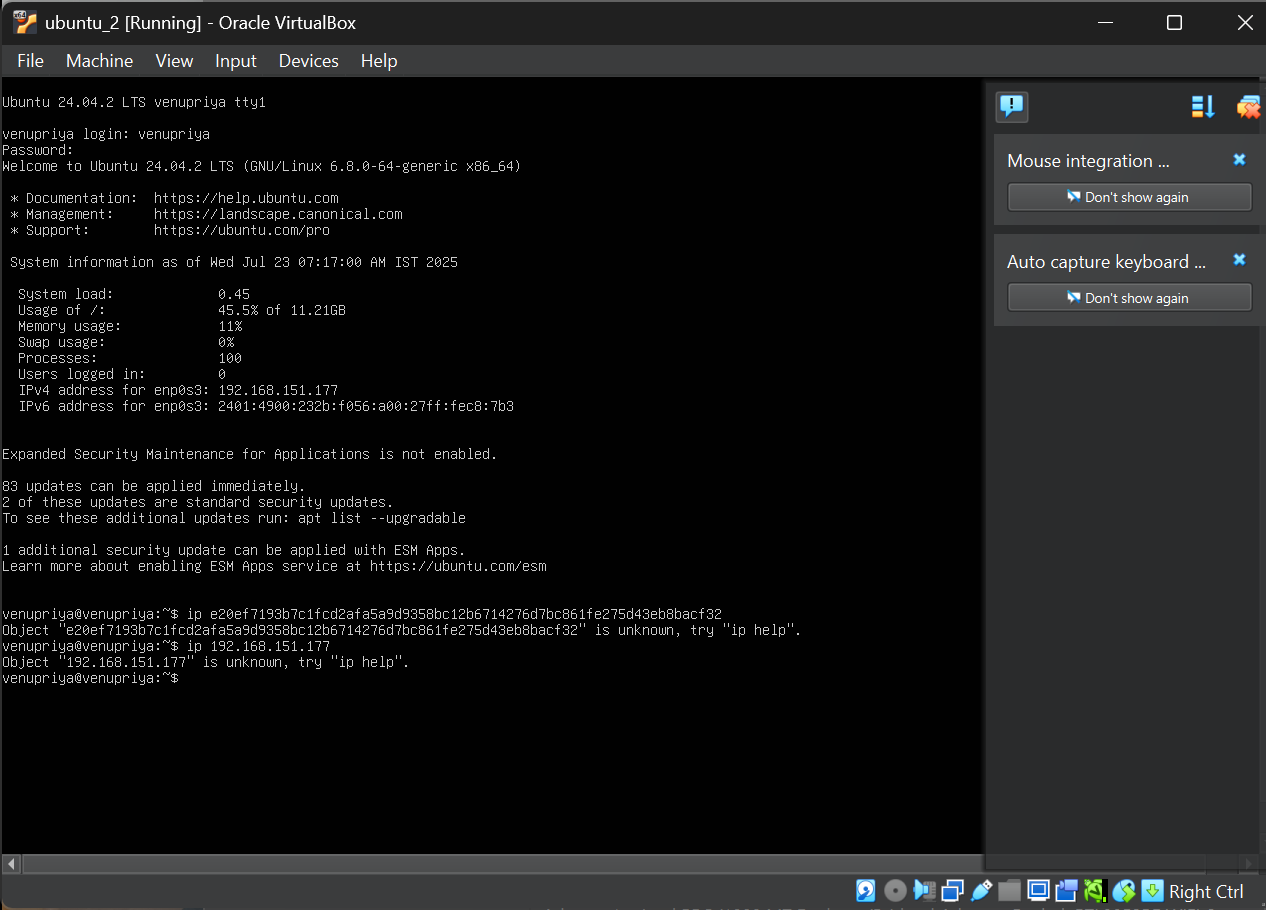 ubuntu_2 [Running] - Oracle VirtualBox
File Machine View Input Devices Help
Ubuntu 24.04.2 LTS venupriya tty1
venupriya login: venupriya
Password:
Welcome to Ubuntu 24.04.2 LTS (GNU/Linux 6.8.0-64-generic x86_64)
* Documentation: https://help.ubuntu.com
* Management: https://landscape.canonical.com
* Support: https://ubuntu.com/pro
System information as of Wed Jul 23 07:17:00 AM IST 2025
System load: 0.45
Usage of /: 45.5% of 11.21GB
Memory usage: 11%
Swap usage: 0%
Processes: 100
Users logged in: 0
IPv4 address for enp0s3: 192.168.151.177
IPv6 address for enp0s3: 2401:4900:232b:f056:a00:27ff:fec8:7b3
Expanded Security Maintenance for Applications is not enabled.
83 updates can be applied immediately.
2 of these updates are standard security updates.
To see these additional updates run: apt list --upgradable
1 additional security update can be applied with ESM Apps.
Learn more about enabling ESM Apps service at https://ubuntu.com/esm
venupriya@venupriya:~$ ip e20ef7193b7c1fcd2afa5a9d9358bc12b6714276d7bc861fe275d43eb8bacf32
Object "e20ef7193b7c1fcd2afa5a9d9358bc12b6714276d7bc861fe275d43eb8bacf32" is unknown, try "ip help".
venupriya@venupriya:~$ ip 192.168.151.177
Object "192.168.151.177" is unknown, try "ip help".
venupriya@venupriya:~$
Mouse integration ...
Don't show again
Auto capture keyboard ...
Don't show again
Right Ctrl